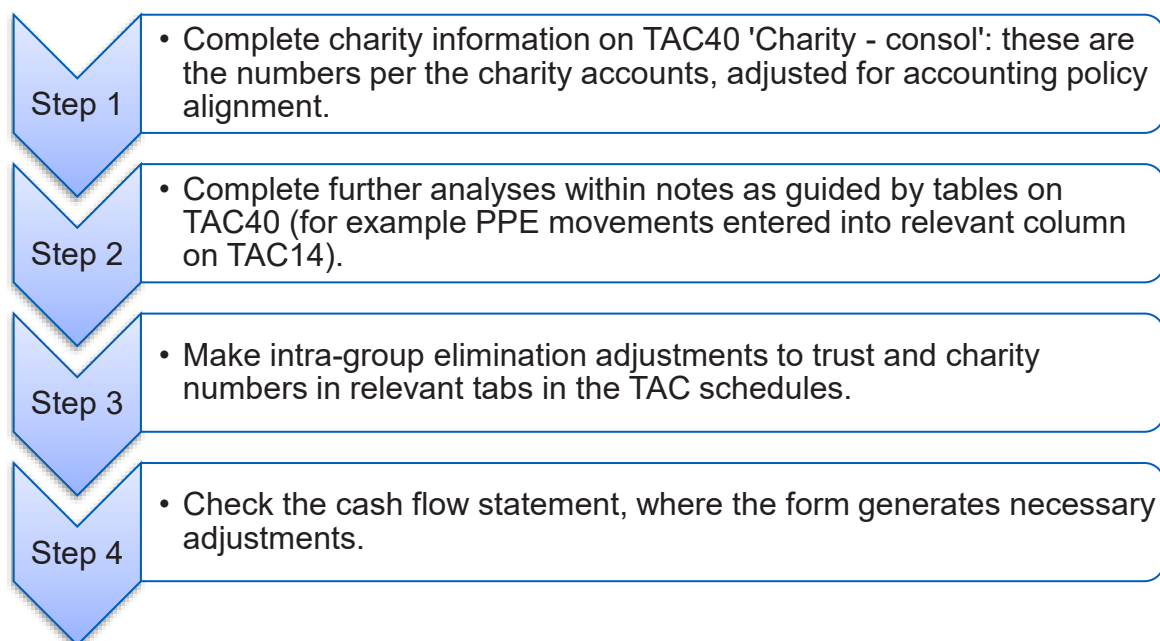 Step 1
• Complete charity information on TAC40 'Charity - consol': these are
the numbers per the charity accounts, adjusted for accounting policy
alignment.
Step 2
• Complete further analyses within notes as guided by tables on
TAC40 (for example PPE movements entered into relevant column
on TAC14).
Step 3
• Make intra-group elimination adjustments to trust and charity
numbers in relevant tabs in the TAC schedules.
Step 4
• Check the cash flow statement, where the form generates necessary
adjustments.